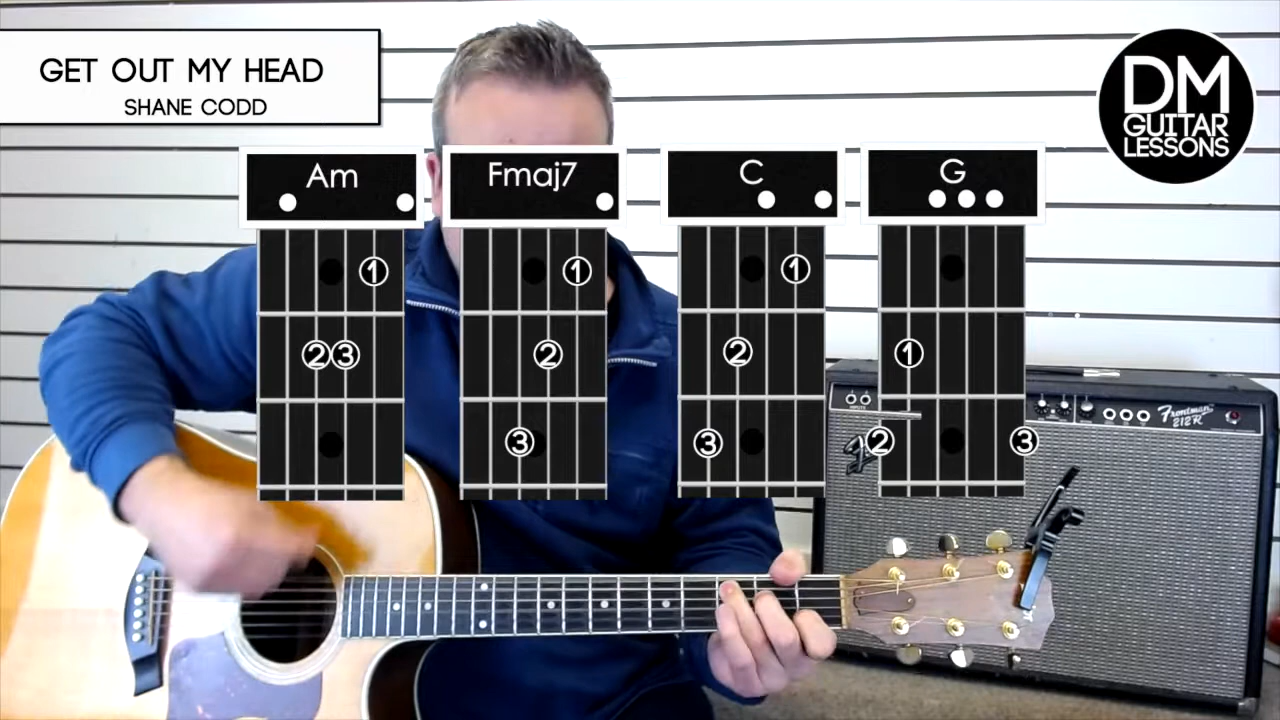 GET OUT MY HEAD
SHANE CODD
DM
GUITAR
LESSONS
Am
Fmaj7
C
G
1
1
1
2 3
2
2
1
3
3
2
3
Frontman
212R
INPUTS